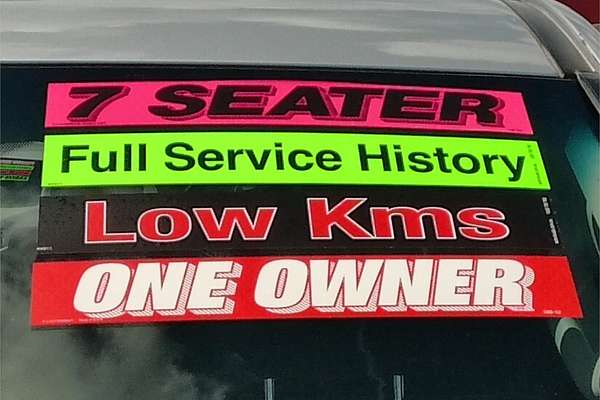 7 SEATER
Full Service History
Low Kms
ONE OWNER